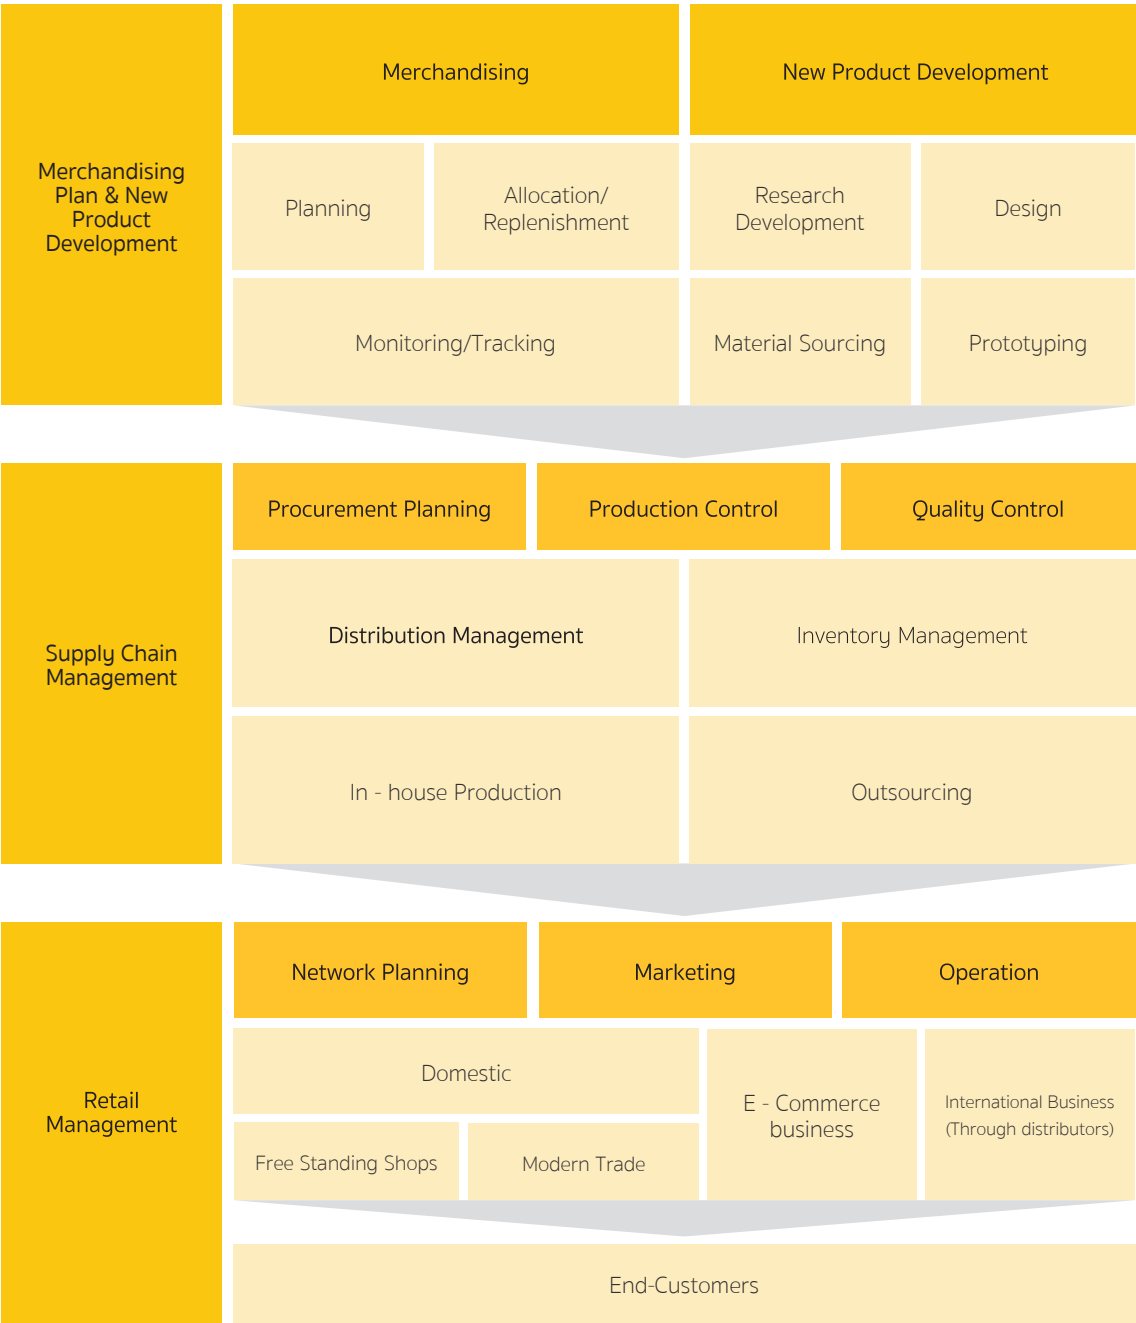 Merchandising
Plan & New
Product
Development
Merchandising
New Product Development
Planning
Allocation/
Replenishment
Research
Development
Design
Monitoring/Tracking
Material Sourcing
Prototyping
Supply Chain
Management
Procurement Planning
Production Control
Quality Control
Distribution Management
Inventory Management
In - house Production
Outsourcing
Retail
Management
Network Planning
Marketing
Operation
Domestic
E - Commerce
business
International Business
(Through distributors)
Free Standing Shops
Modern Trade
End-Customers